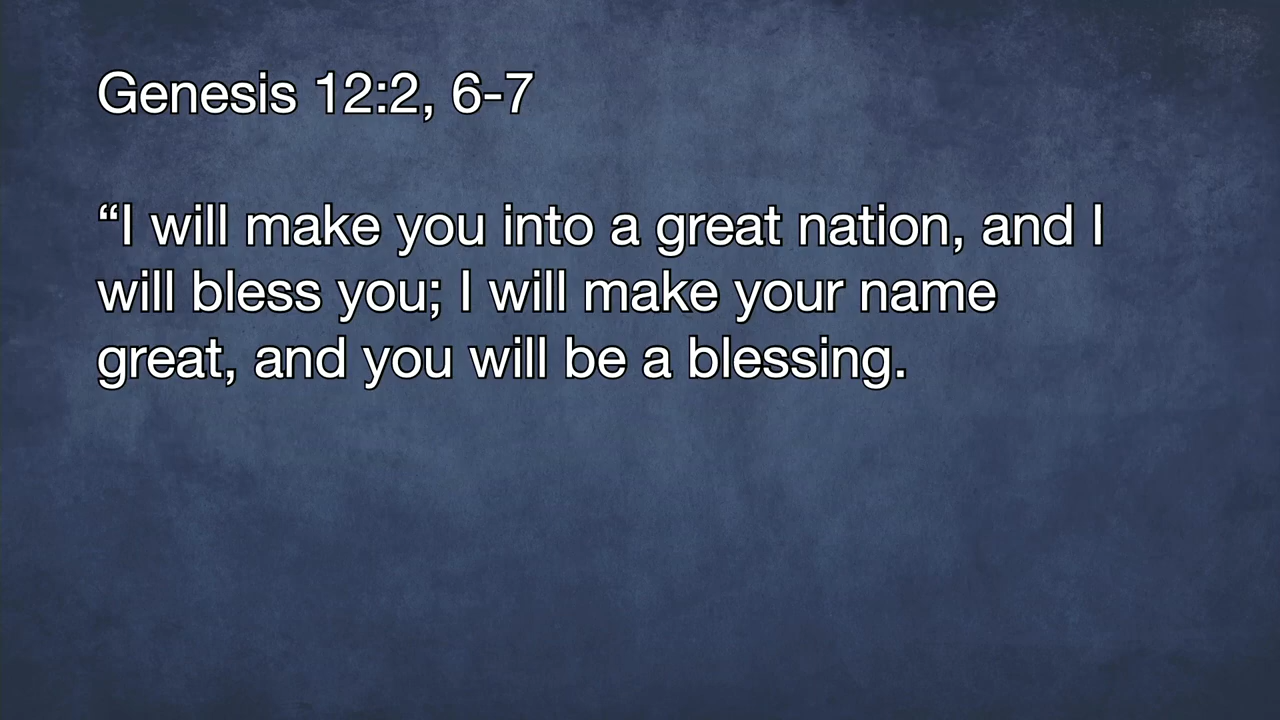 Genesis 12:2, 6-7
“I will make you into a great nation, and I
will bless you; I will make your name
great, and you will be a blessing.